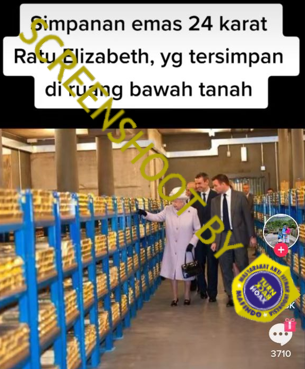 Simpanan emas 24 karat
Ratu Elizabeth, yg tersimpan
di ruang bawah tanah
SCREENSHOOT BY
MASYARAKAT ANTI FITNAH
TURN BACK HOAX
MAFINDO
3710